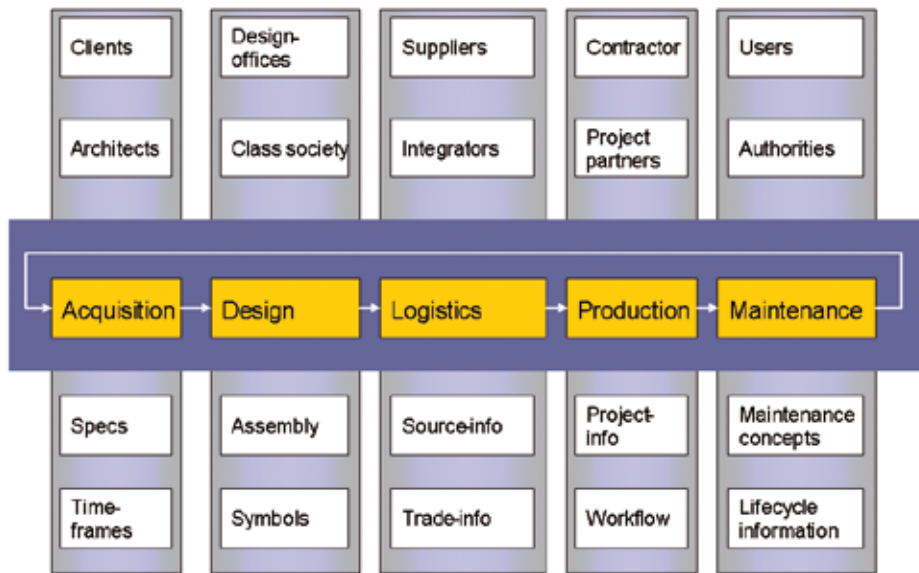 Clients
Design-
offices
Suppliers
Contractor
Users
Architects
Class society
Integrators
Project
partners
Authorities
Acquisition
Design
Logistics
Production
Maintenance
Specs
Assembly
Source-info
Project-
info
Maintenance
concepts
Time-
frames
Symbols
Trade-info
Workflow
Lifecycle
information